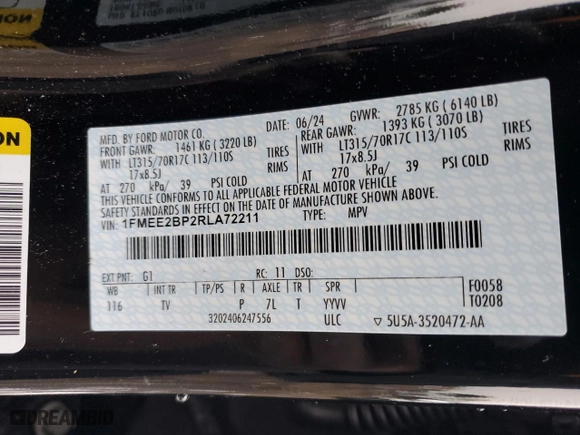 MFD. BY FORD MOTOR CO. 06/24 GVWR: 2785 KG ( 6140 LB)
FRONT GAWR: 1461 KG ( 3220 LB) REAR GAWR: 1393 KG ( 3070 LB)
WITH LT315/70R17C 113/110S TIRES WITH LT315/70R17C 113/110S TIRES
17x8.5J RIMS 17x8.5J RIMS
AT 270 kPa/ 39 PSI COLD AT 270 kPa/ 39 PSI COLD
THIS VEHICLE CONFORMS TO ALL APPLICABLE FEDERAL MOTOR VEHICLE
SAFETY STANDARDS IN EFFECT ON THE DATE OF MANUFACTURE SHOWN ABOVE.
VIN: 1FMEE2BP2RLA72211 TYPE: MPV
EXT PNT: G1 RC: 11 DSO: F0058
WB INT TR TP/PS R AXLE TR SPR T0208
116 TV P 7L T YYVV
3202406247556 ULC 5U5A-3520472-AA
ON
DREAMBID